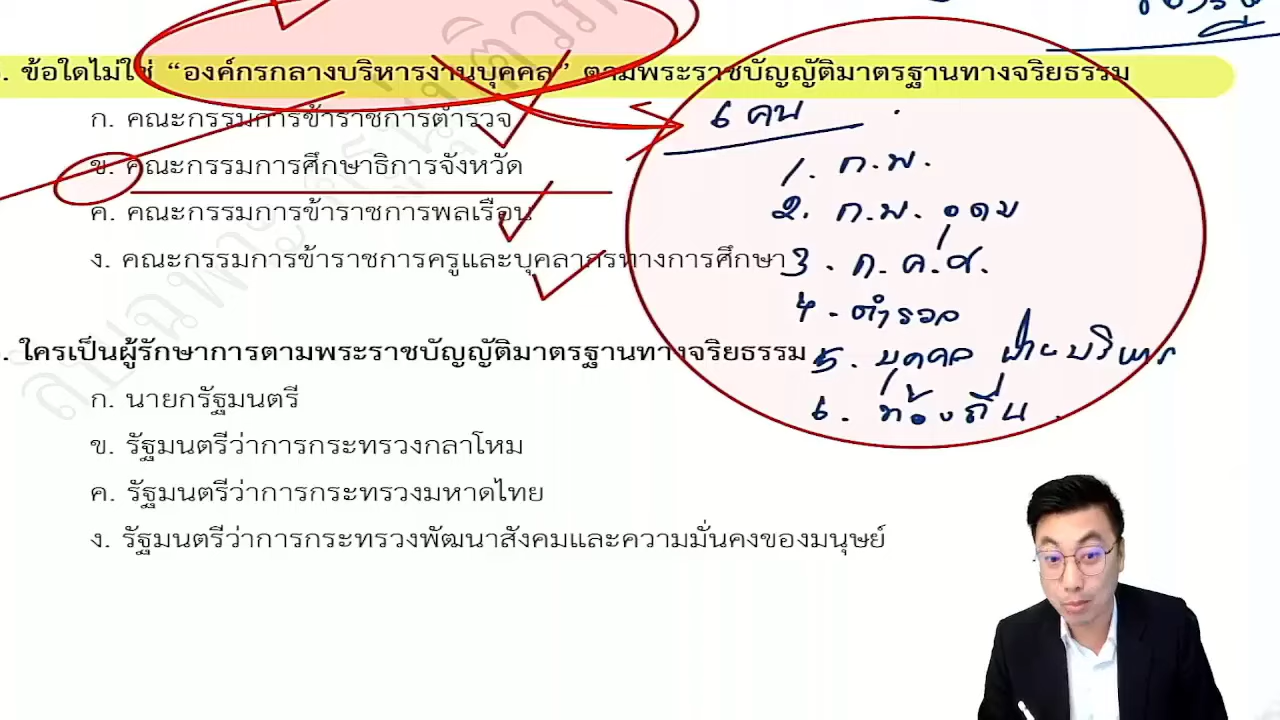 . ข้อใดไม่ใช่ “องค์กรกลางบริหารงานบุคคล” ตามพระราชบัญญัติมาตรฐานทางจริยธรรม
ก. คณะกรรมการข้าราชการตำรวจ
ข. คณะกรรมการศึกษาธิการจังหวัด
ค. คณะกรรมการข้าราชการพลเรือน
ง. คณะกรรมการข้าราชการครูและบุคลากรทางการศึกษา
6 คน
1. ก.พ.
2. ก.พ.อุดม
3. ก.ค.ศ.
4. ตำรวจ
5. บุคคล ฝ่ายบริหาร
6. ท้องถิ่น.
. ใครเป็นผู้รักษาการตามพระราชบัญญัติมาตรฐานทางจริยธรรม
ก. นายกรัฐมนตรี
ข. รัฐมนตรีว่าการกระทรวงกลาโหม
ค. รัฐมนตรีว่าการกระทรวงมหาดไทย
ง. รัฐมนตรีว่าการกระทรวงพัฒนาสังคมและความมั่นคงของมนุษย์